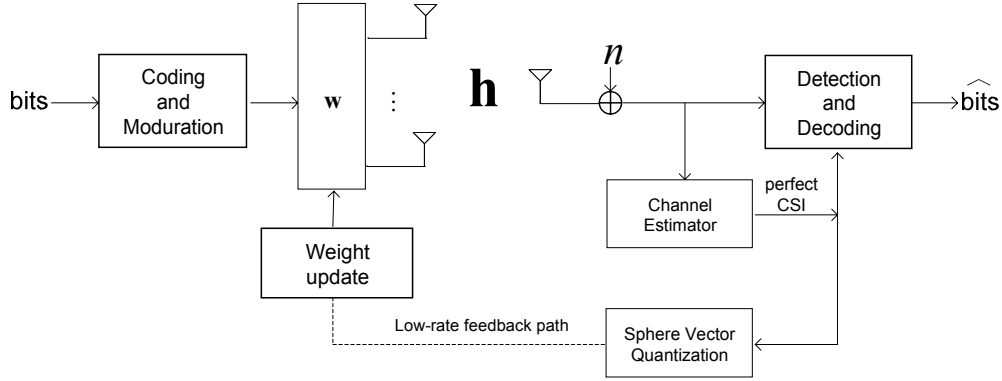 bits
Coding
and
Moduration
w
⋮
h
n
Detection
and
Decoding
bits
Channel
Estimator
perfect
CSI
Weight
update
Low-rate feedback path
Sphere Vector
Quantization